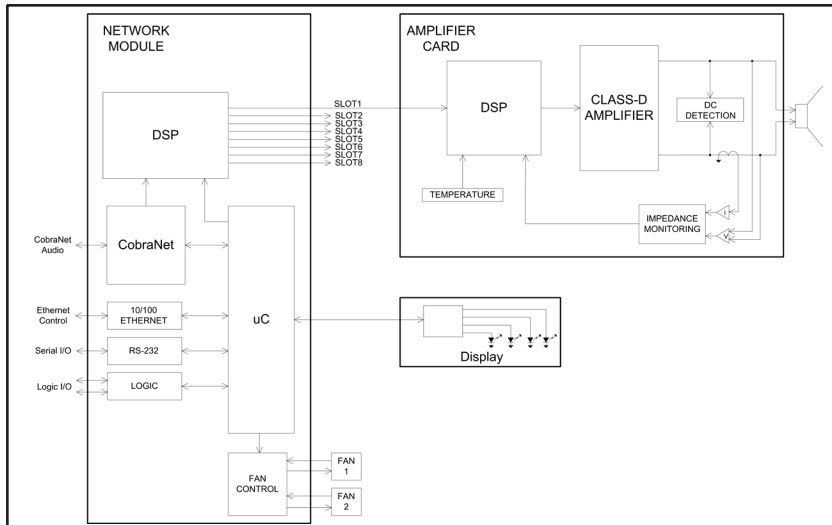 NETWORK
MODULE
DSP
SLOT1
SLOT2
SLOT3
SLOT4
SLOT5
SLOT6
SLOT7
SLOT8
CobraNet
Audio
CobraNet
Ethernet
Control
10/100
ETHERNET
Serial I/O
RS-232
Logic I/O
LOGIC
uC
FAN
CONTROL
FAN
1
FAN
2
AMPLIFIER
CARD
DSP
CLASS-D
AMPLIFIER
DC
DETECTION
TEMPERATURE
IMPEDANCE
MONITORING
I
V
Display